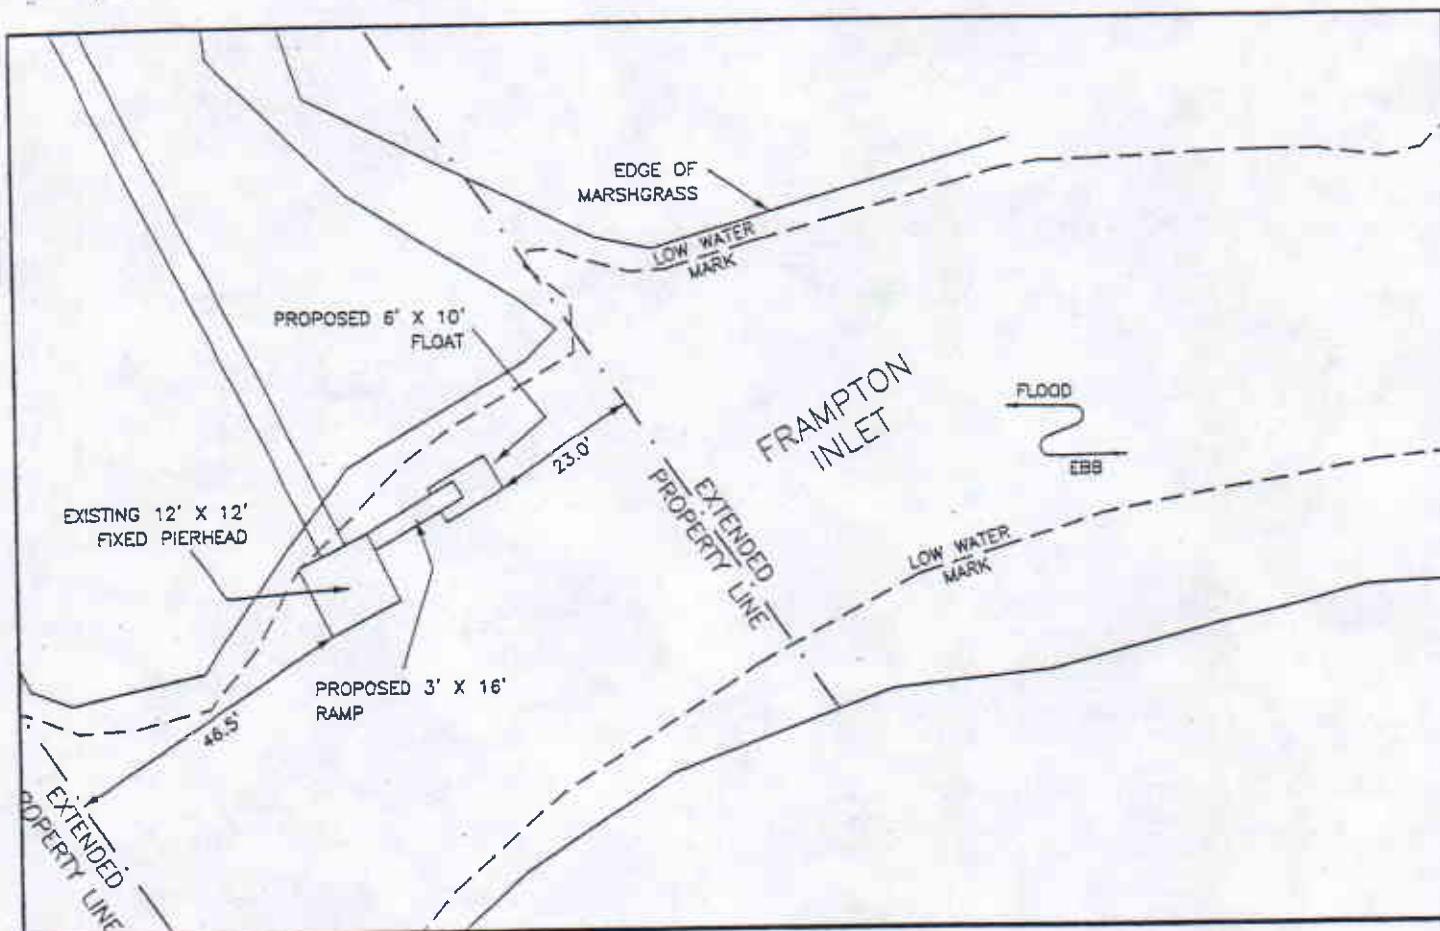 EDGE OF
MARSHGRASS
LOW WATER
MARK
PROPOSED 6' X 10'
FLOAT
FRAMPTON
INLET
FLOOD
EBB
23.0'
EXTENDED
PROPERTY LINE
EXISTING 12' X 12'
FIXED PIERHEAD
LOW WATER
MARK
PROPOSED 3' X 16'
RAMP
46.5'
EXTENDED
ROPERTY LINE